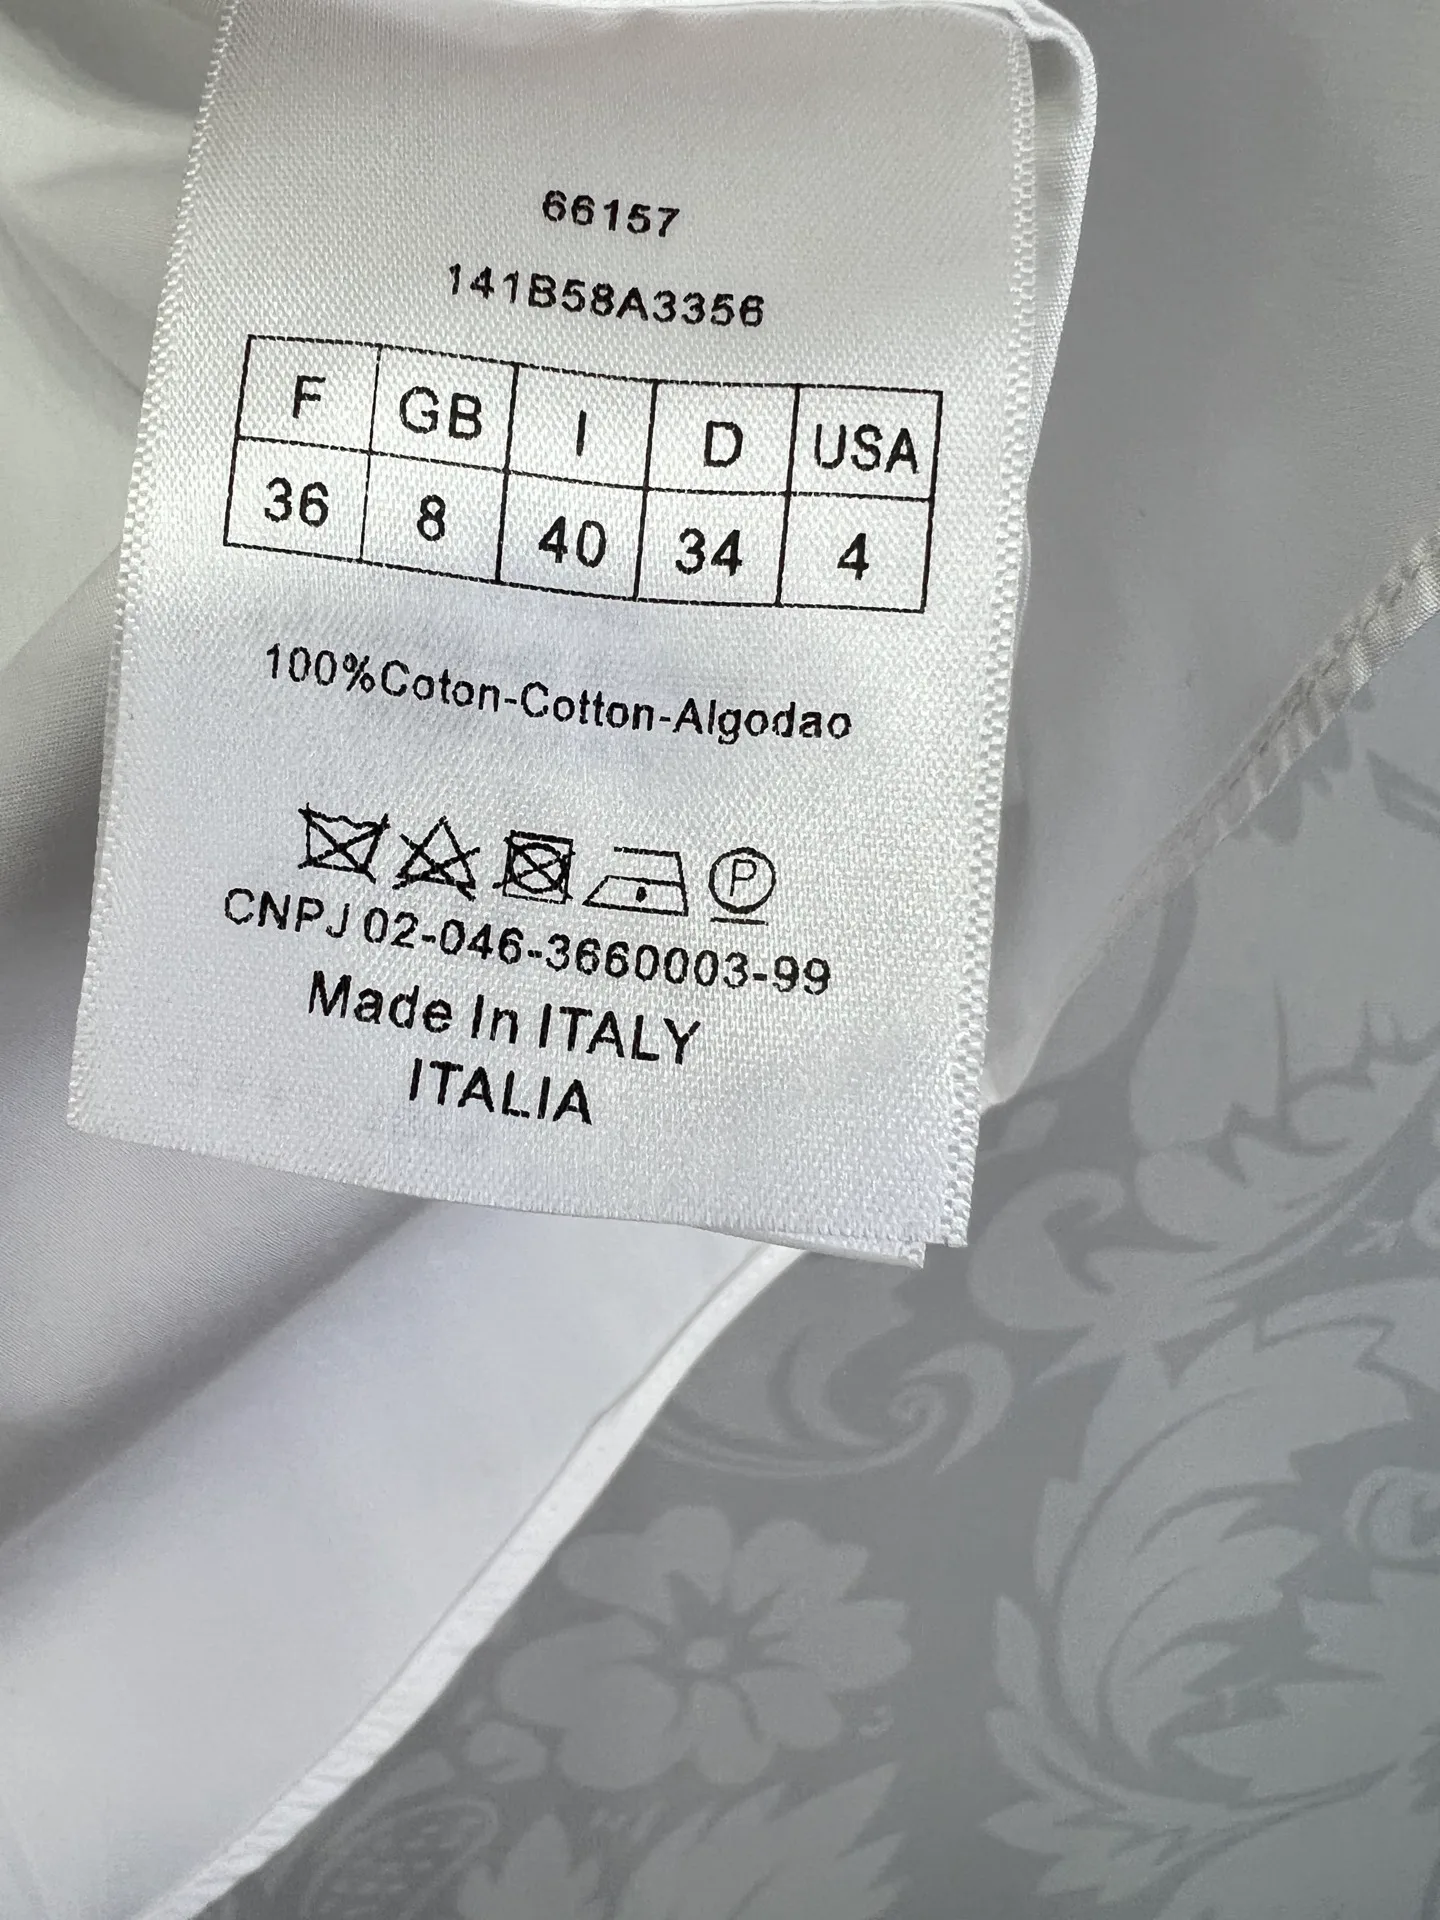 66157
141B58A3356
F GB I D USA
36 8 40 34 4
100%Coton-Cotton-Algodao
P
CNPJ 02-046-3660003-99
Made In ITALY
ITALIA